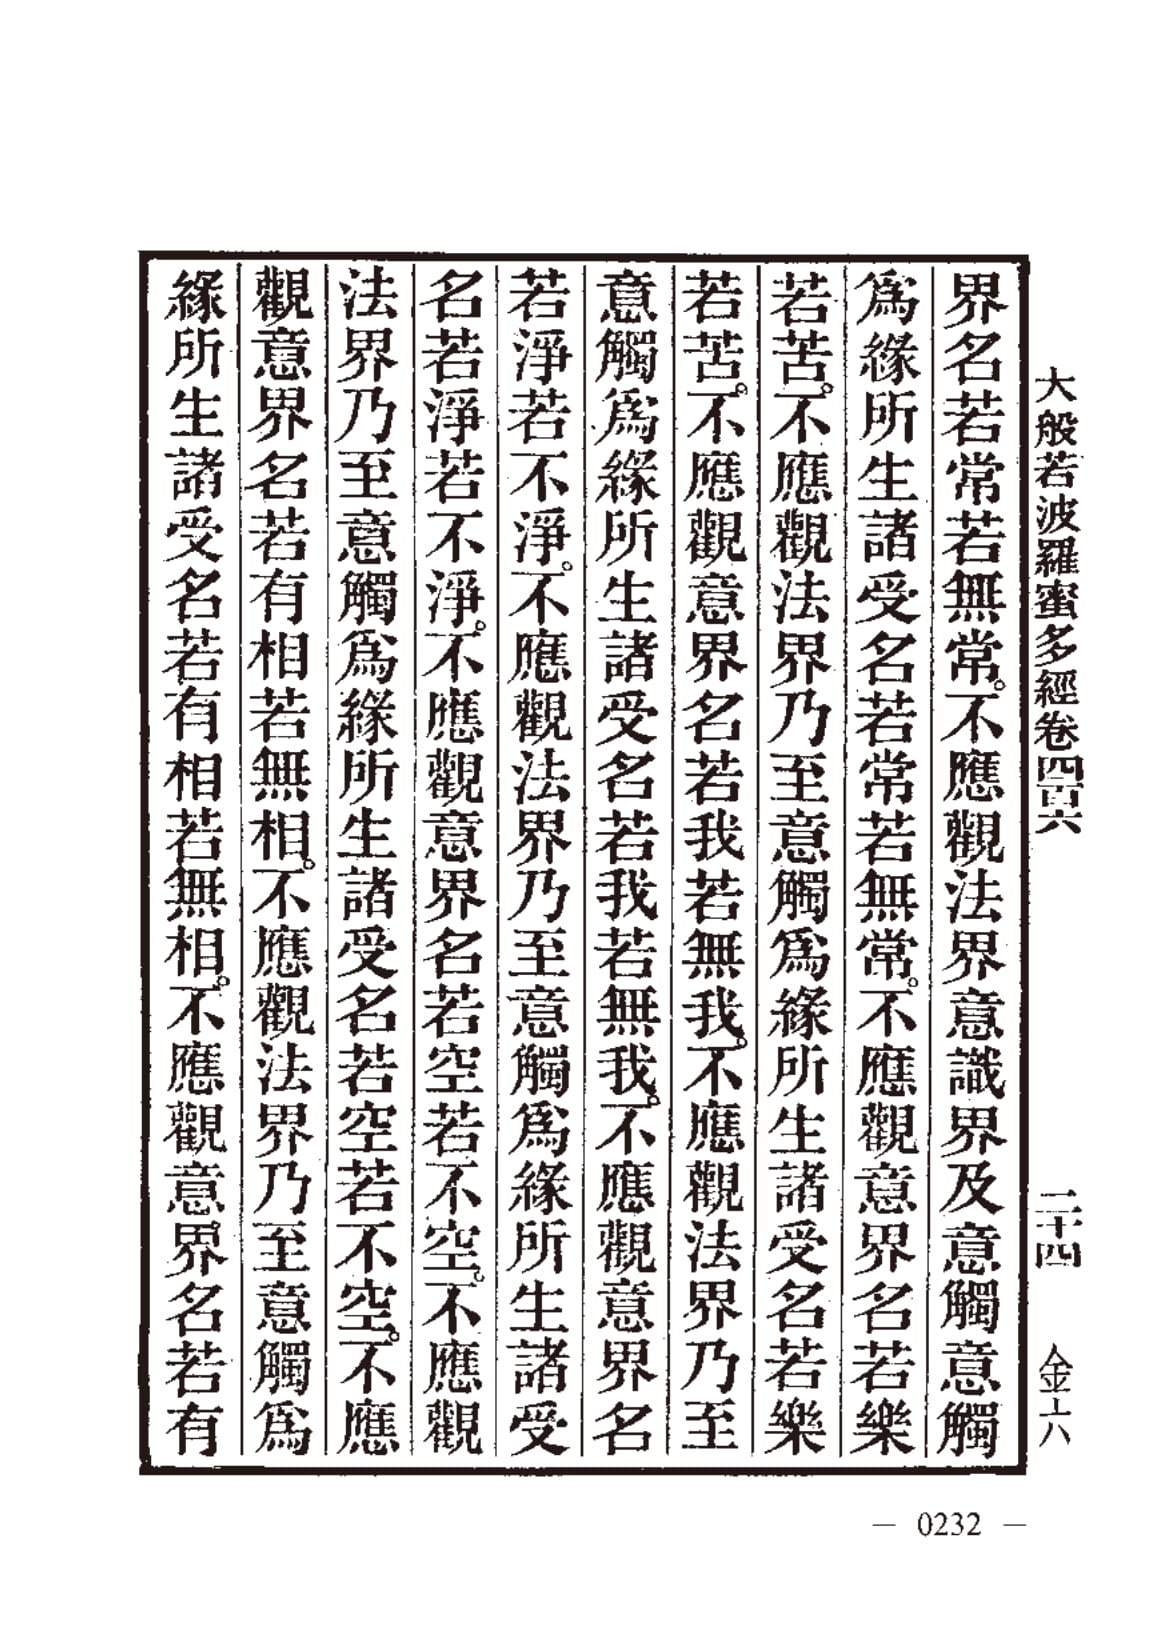 大般若波羅蜜多經卷四百六 二十四 金六
界名若常若無常。不應觀法界意識界及意觸意觸
爲緣所生諸受名若常若無常。不應觀意界名若樂
若苦。不應觀法界乃至意觸爲緣所生諸受名若樂
若苦。不應觀意界名若我若無我。不應觀法界乃至
意觸爲緣所生諸受名若我若無我。不應觀意界名
若淨若不淨。不應觀法界乃至意觸爲緣所生諸受
名若淨若不淨。不應觀意界名若空若不空。不應觀
法界乃至意觸爲緣所生諸受名若空若不空。不應
觀意界名若有相若無相。不應觀法界乃至意觸爲
緣所生諸受名若有相若無相。不應觀意界名若有
— 0232 —